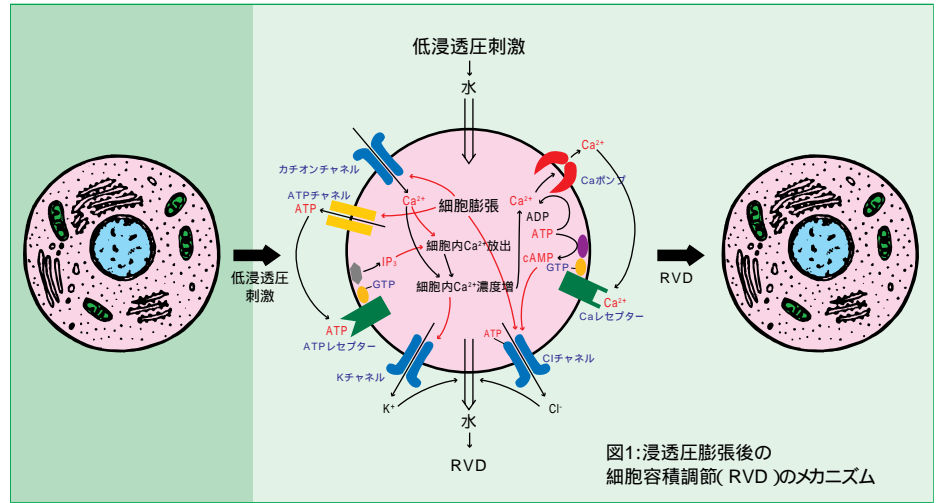 低浸透圧刺激
水
カチオンチャネル
Ca²⁺
Caポンプ
ATPチャネル
ATP
Ca²⁺
細胞膨張
Ca²⁺
ADP
ATP
細胞内Ca²⁺放出
IP₃
cAMP
GTP
GTP
細胞内Ca²⁺濃度増
Ca²⁺
Caレセプター
ATP
ATPレセプター
ATP
Kチャネル
Clチャネル
K⁺
Cl⁻
水
RVD
低浸透圧
刺激
RVD
図1:浸透圧膨張後の
細胞容積調節(RVD)のメカニズム